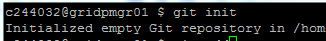 c244032@gridpmgr01 $ git init
Initialized empty Git repository in /hom